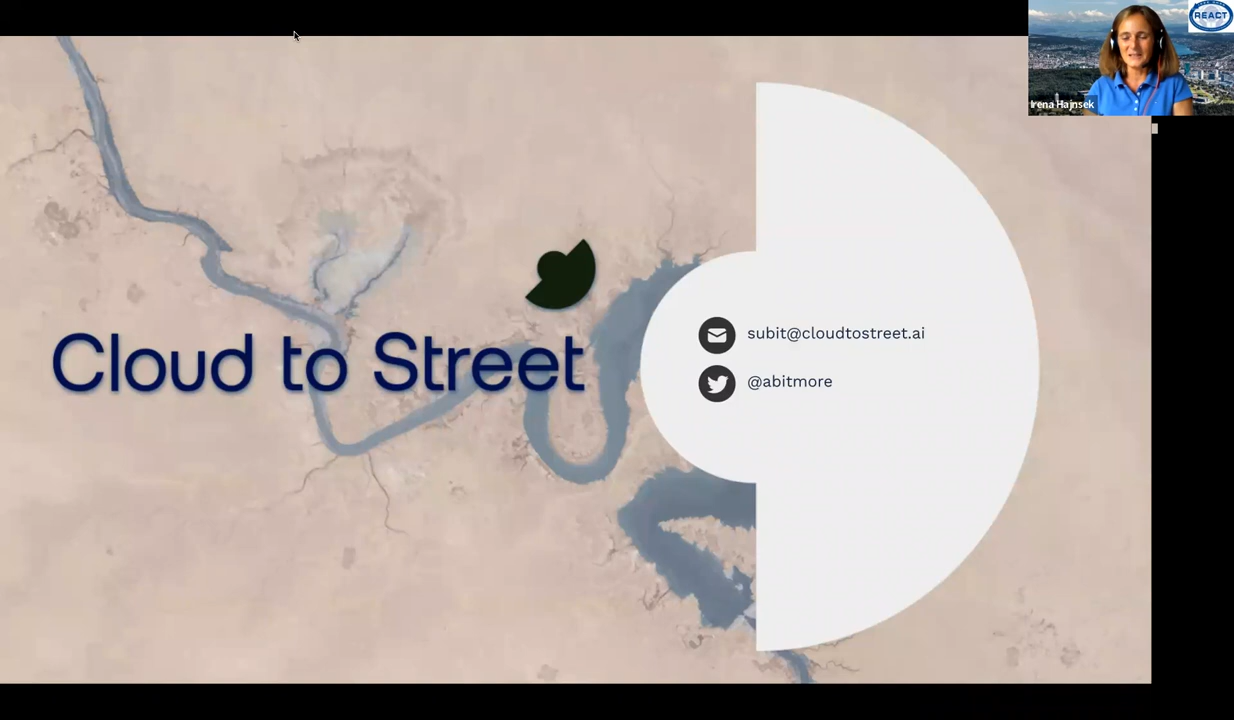 REACT
Irena Hajnsek
Cloud to Street
subit@cloudtostreet.ai
@abitmore